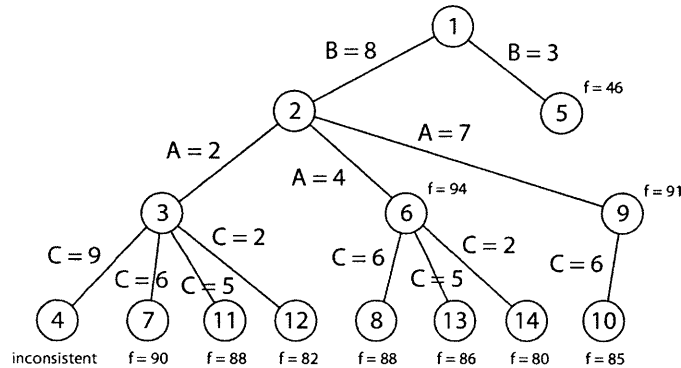 1
B = 8
B = 3
f = 46
2
5
A = 7
A = 2
A = 4
f = 94
f = 91
3
6
9
C = 9
C = 6
C = 5
C = 2
C = 6
C = 5
C = 2
C = 6
4
7
11
12
8
13
14
10
inconsistent
f = 90
f = 88
f = 82
f = 88
f = 86
f = 80
f = 85